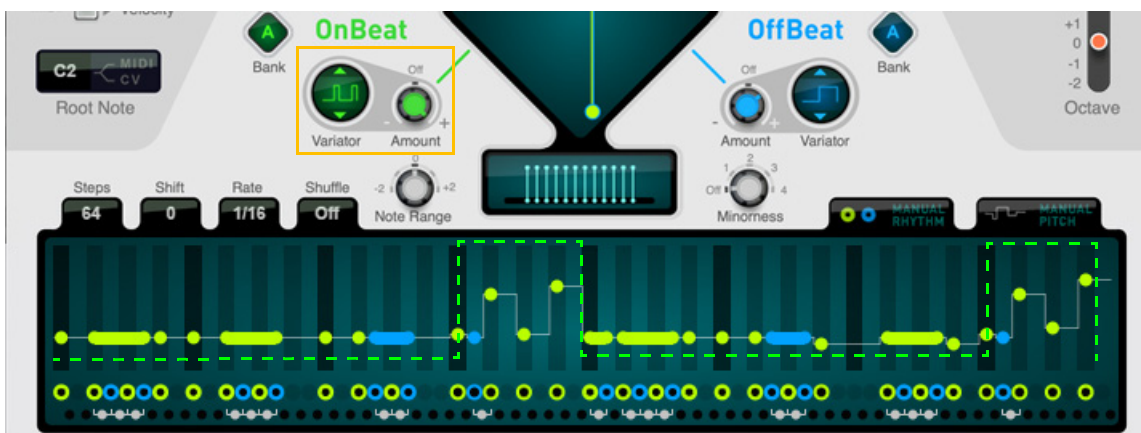 Velocity
OnBeat
OffBeat
A
A
+1
0
-1
-2
Bank
Bank
C2
MIDI
CV
Off
Off
Root Note
Octave
-
+
-
+
Variator
Amount
Amount
Variator
0
-2
+2
1
2
3
Off
4
Steps
Shift
Rate
Shuffle
64
0
1/16
Off
Note Range
Minorness
MANUAL
RHYTHM
MANUAL
PITCH